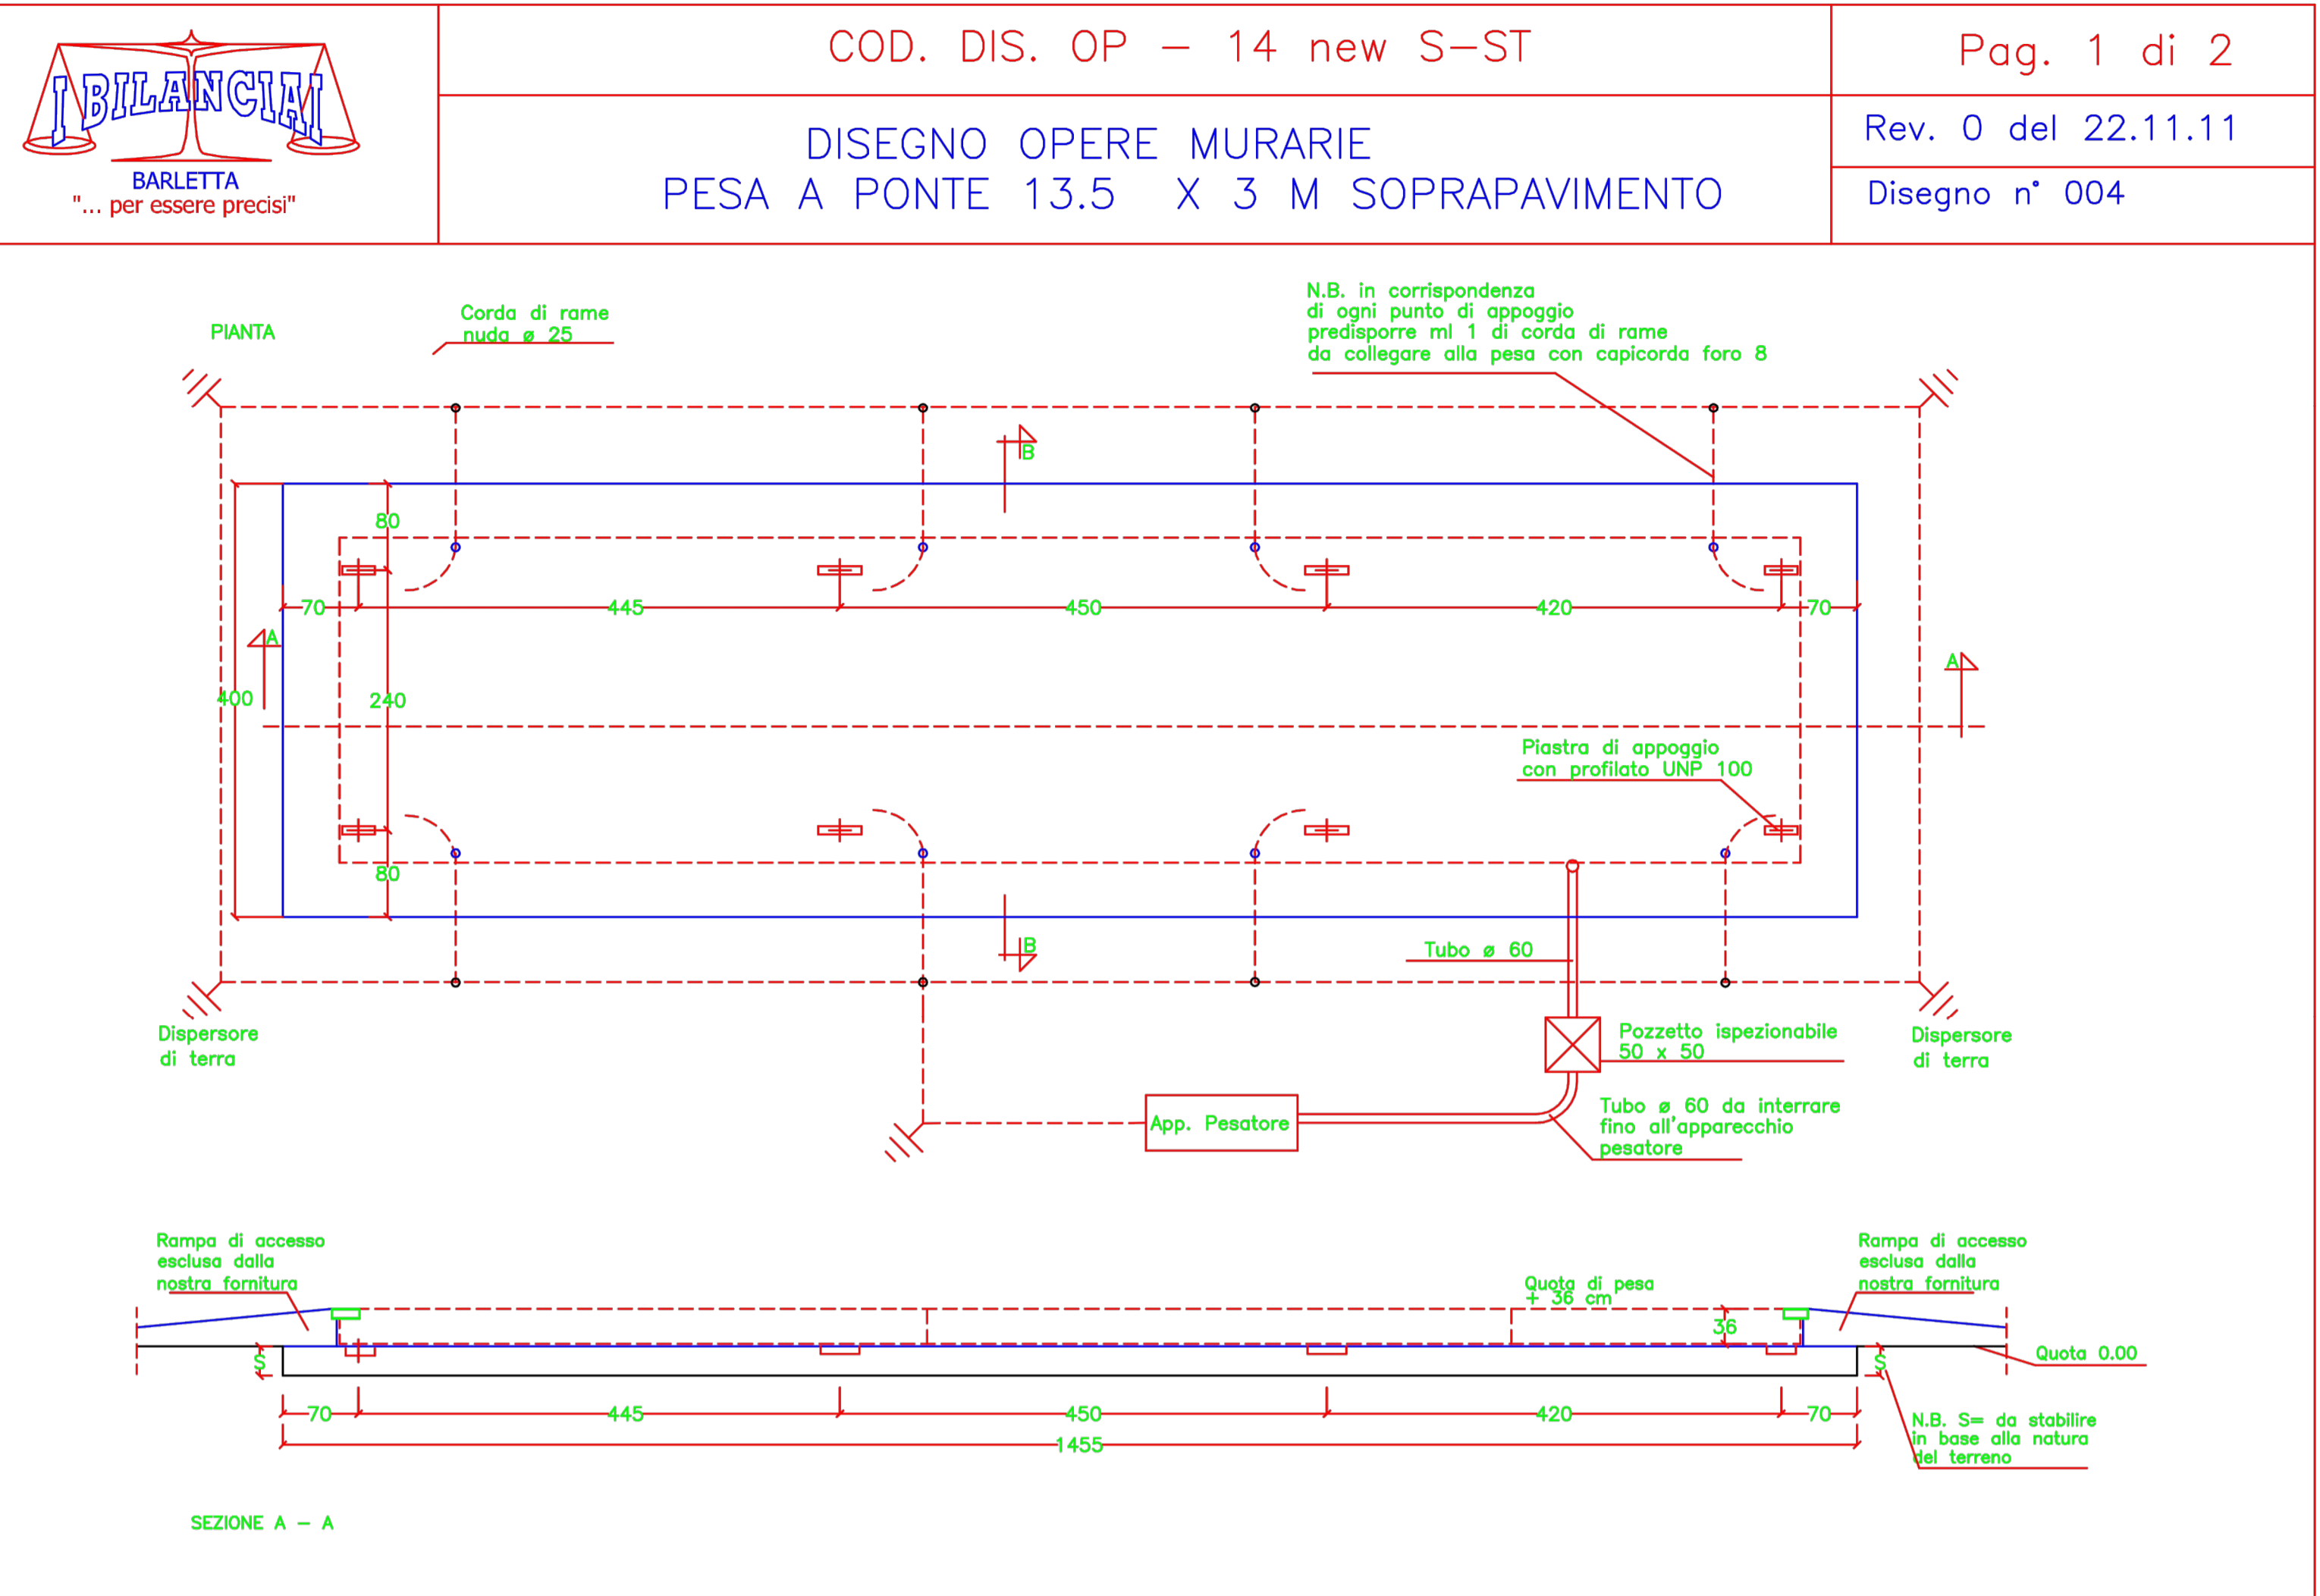 I BILANCIAI
BARLETTA
"... per essere precisi"
COD. DIS. OP - 14 new S-ST
DISEGNO OPERE MURARIE
PESA A PONTE 13.5 X 3 M SOPRAPAVIMENTO
Pag. 1 di 2
Rev. 0 del 22.11.11
Disegno n° 004
PIANTA
Corda di rame
nuda ø 25
N.B. in corrispondenza
di ogni punto di appoggio
predisporre ml 1 di corda di rame
da collegare alla pesa con capicorda foro 8
B
80
70
445
450
420
70
A
A
400
240
Piastra di appoggio
con profilato UNP 100
80
B
Tubo ø 60
Dispersore
di terra
Pozzetto ispezionabile
50 x 50
Dispersore
di terra
App. Pesatore
Tubo ø 60 da interrare
fino all'apparecchio
pesatore
Rampa di accesso
esclusa dalla
nostra fornitura
Quota di pesa
+ 36 cm
Rampa di accesso
esclusa dalla
nostra fornitura
36
S
S
Quota 0.00
70
445
450
420
70
1455
N.B. S= da stabilire
in base alla natura
del terreno
SEZIONE A - A